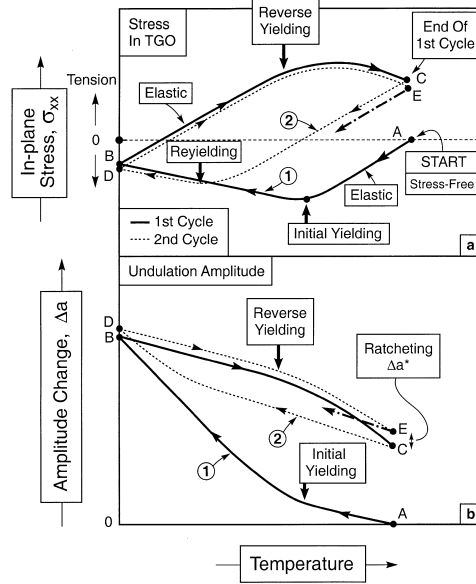 Stress
In TGO
Reverse
Yielding
End Of
1st Cycle
Tension
Elastic
C
E
In-plane
Stress, σxx
0
2
A
B
D
Reyielding
START
Stress-Free
1
Elastic
1st Cycle
2nd Cycle
Initial Yielding
a
Undulation Amplitude
D
B
Reverse
Yielding
Ratcheting
Δa*
Amplitude Change, Δa
E
C
2
1
Initial
Yielding
A
0
b
Temperature